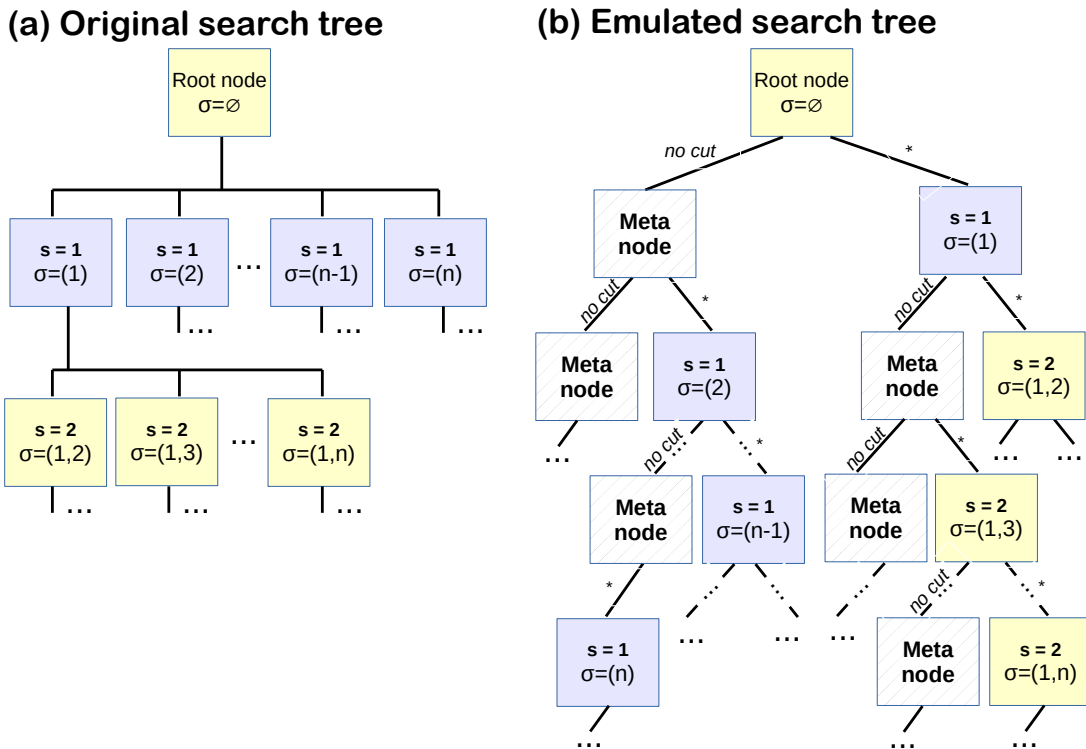 (a) Original search tree
Root node
σ=∅
s = 1
σ=(1)
s = 1
σ=(2)
...
s = 1
σ=(n-1)
s = 1
σ=(n)
...
...
...
s = 2
σ=(1,2)
s = 2
σ=(1,3)
...
s = 2
σ=(1,n)
...
...
...
(b) Emulated search tree
Root node
σ=∅
no cut
*
Meta
node
s = 1
σ=(1)
no cut
*
no cut
*
Meta
node
s = 1
σ=(2)
Meta
node
s = 2
σ=(1,2)
...
no cut
...
...
*
no cut
*
...
...
Meta
node
s = 1
σ=(n-1)
Meta
node
s = 2
σ=(1,3)
*
...
...
...
no cut
...
...
*
...
...
...
s = 1
σ=(n)
Meta
node
s = 2
σ=(1,n)
...
...
...